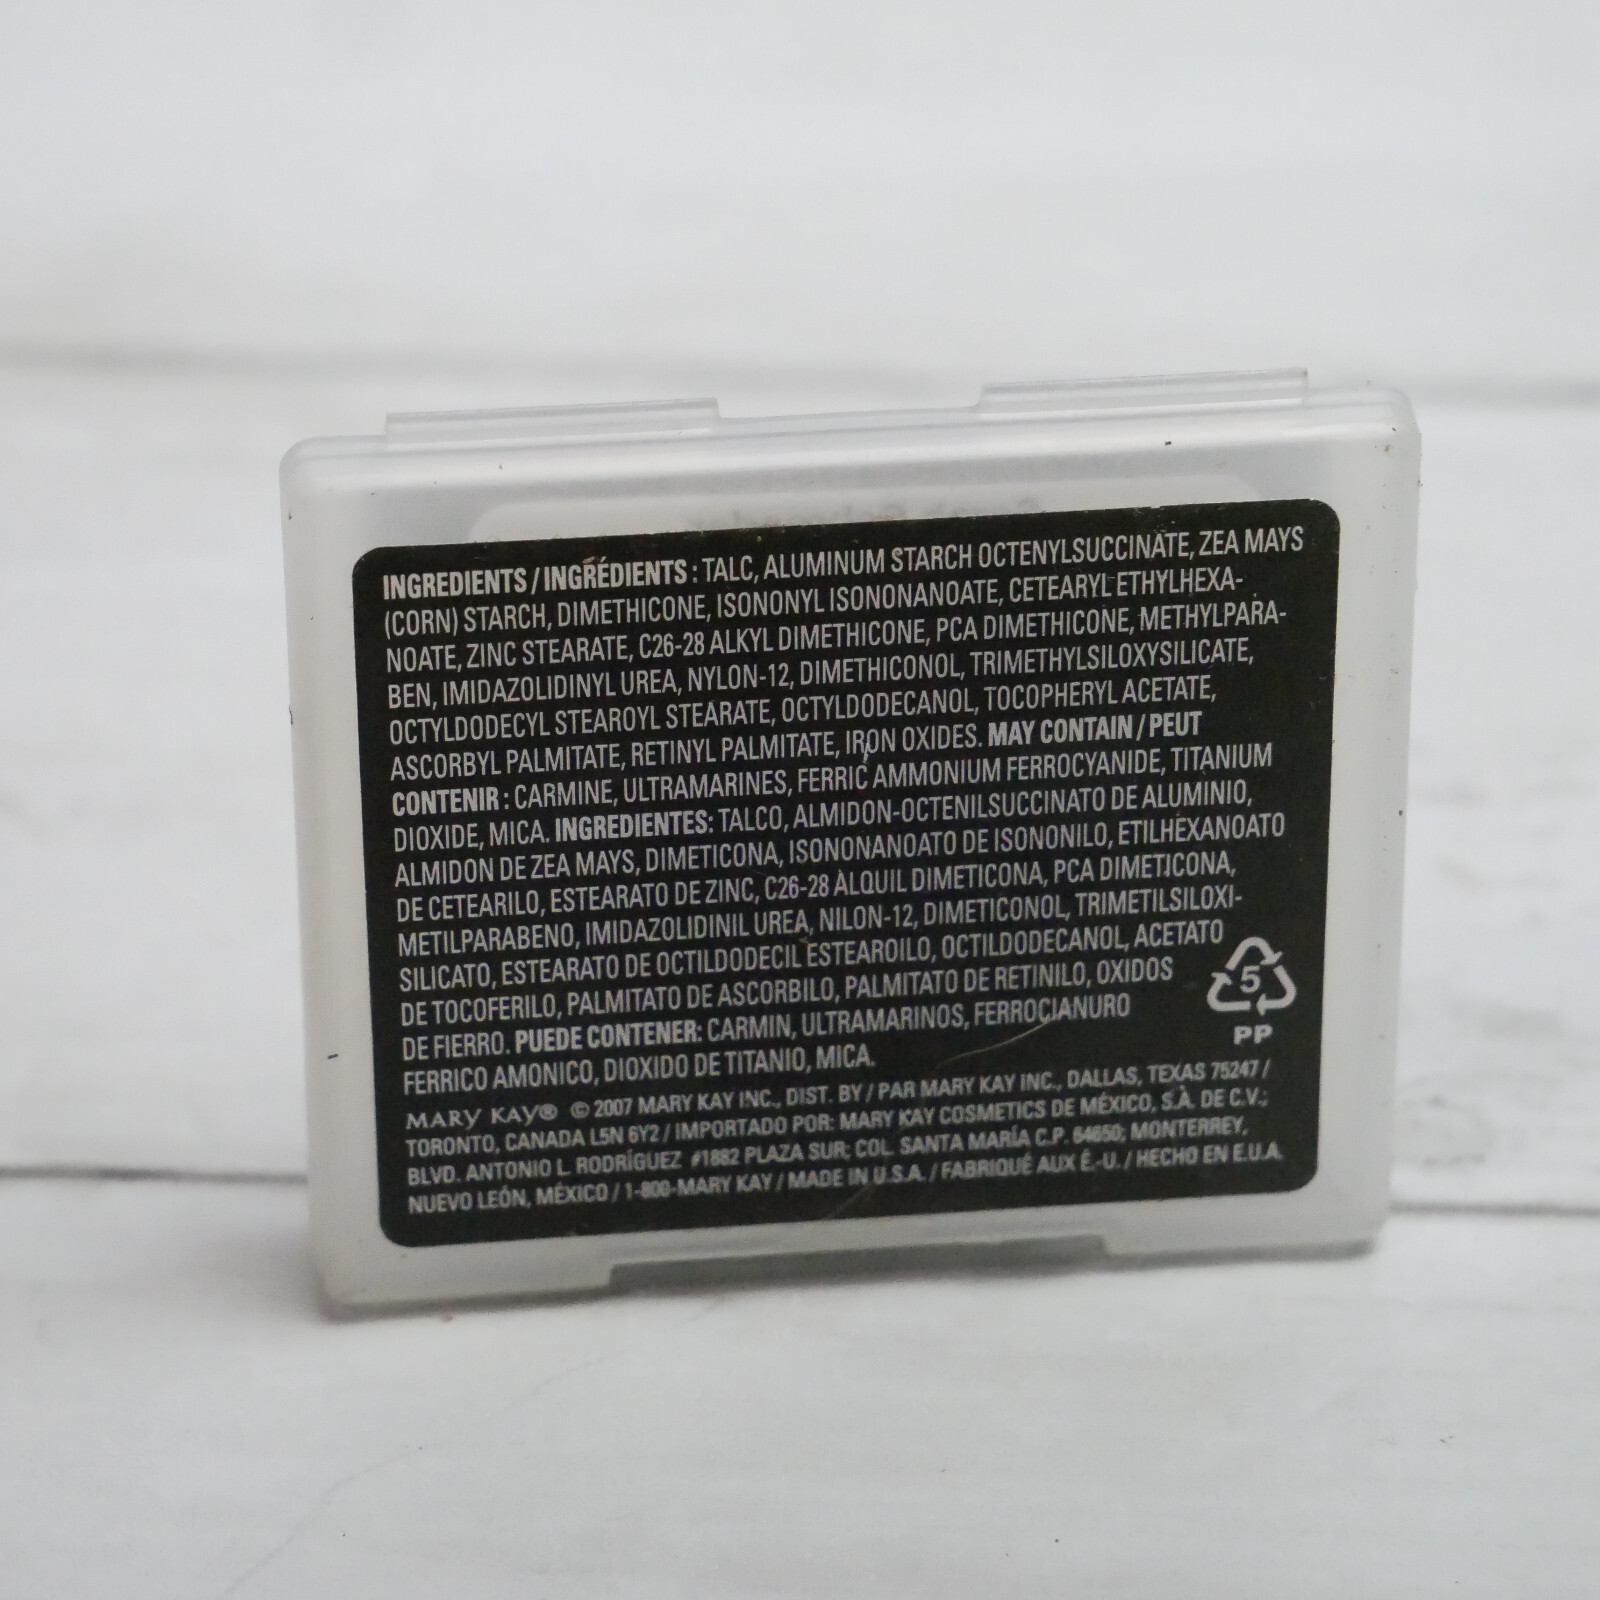 INGREDIENTS / INGRÉDIENTS : TALC, ALUMINUM STARCH OCTENYLSUCCINATE, ZEA MAYS
(CORN) STARCH, DIMETHICONE, ISONONYL ISONONANOATE, CETEARYL ETHYLHEXA-
NOATE, ZINC STEARATE, C26-28 ALKYL DIMETHICONE, PCA DIMETHICONE, METHYLPARA-
BEN, IMIDAZOLIDINYL UREA, NYLON-12, DIMETHICONOL, TRIMETHYLSILOXYSILICATE,
OCTYLDODECYL STEAROYL STEARATE, OCTYLDODECANOL, TOCOPHERYL ACETATE,
ASCORBYL PALMITATE, RETINYL PALMITATE, IRON OXIDES. MAY CONTAIN / PEUT
CONTENIR : CARMINE, ULTRAMARINES, FERRIC AMMONIUM FERROCYANIDE, TITANIUM
DIOXIDE, MICA. INGREDIENTES: TALCO, ALMIDON-OCTENILSUCCINATO DE ALUMINIO,
ALMIDON DE ZEA MAYS, DIMETICONA, ISONONANOATO DE ISONONILO, ETILHEXANOATO
DE CETEARILO, ESTEARATO DE ZINC, C26-28 ALQUIL DIMETICONA, PCA DIMETICONA,
METILPARABENO, IMIDAZOLIDINIL UREA, NILON-12, DIMETICONOL, TRIMETILSILOXI-
SILICATO, ESTEARATO DE OCTILDODECIL ESTEAROILO, OCTILDODECANOL, ACETATO
DE TOCOFERILO, PALMITATO DE ASCORBILO, PALMITATO DE RETINILO, OXIDOS
DE FIERRO. PUEDE CONTENER: CARMIN, ULTRAMARINOS, FERROCIANURO
FERRICO AMONICO, DIOXIDO DE TITANIO, MICA.
5
PP
MARY KAY® © 2007 MARY KAY INC., DIST. BY / PAR MARY KAY INC., DALLAS, TEXAS 75247 /
TORONTO, CANADA L5N 6Y2 / IMPORTADO POR: MARY KAY COSMETICS DE MÉXICO, S.A. DE C.V.;
BLVD. ANTONIO L. RODRÍGUEZ #1882 PLAZA SUR; COL. SANTA MARÍA C.P. 64650; MONTERREY,
NUEVO LEÓN, MÉXICO / 1-800-MARY KAY / MADE IN U.S.A. / FABRIQUÉ AUX É.-U. / HECHO EN E.U.A.